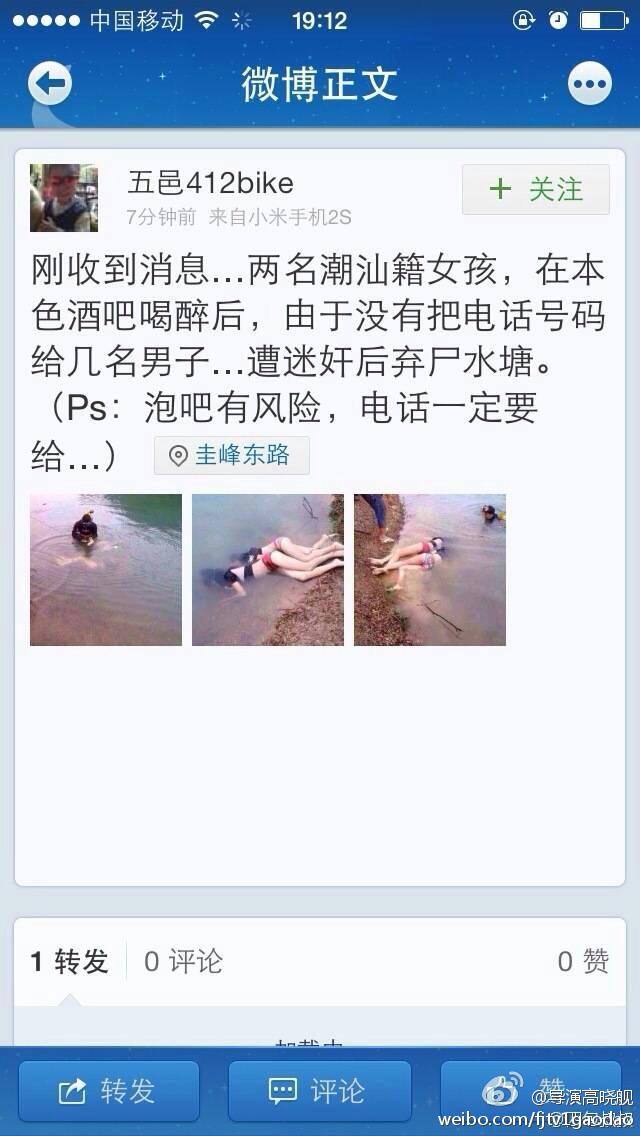 中国移动 19:12
微博正文
五邑412bike
+ 关注
7分钟前 来自小米手机2S
刚收到消息...两名潮汕籍女孩，在本
色酒吧喝醉后，由于没有把电话号码
给几名男子...遭迷奸后弃尸水塘。
（Ps：泡吧有风险，电话一定要
给...） 圭峰东路
1 转发 0 评论 0 赞
加载中
转发 评论 赞
@导演高晓舰
weibo.com/fjtv1gaodao